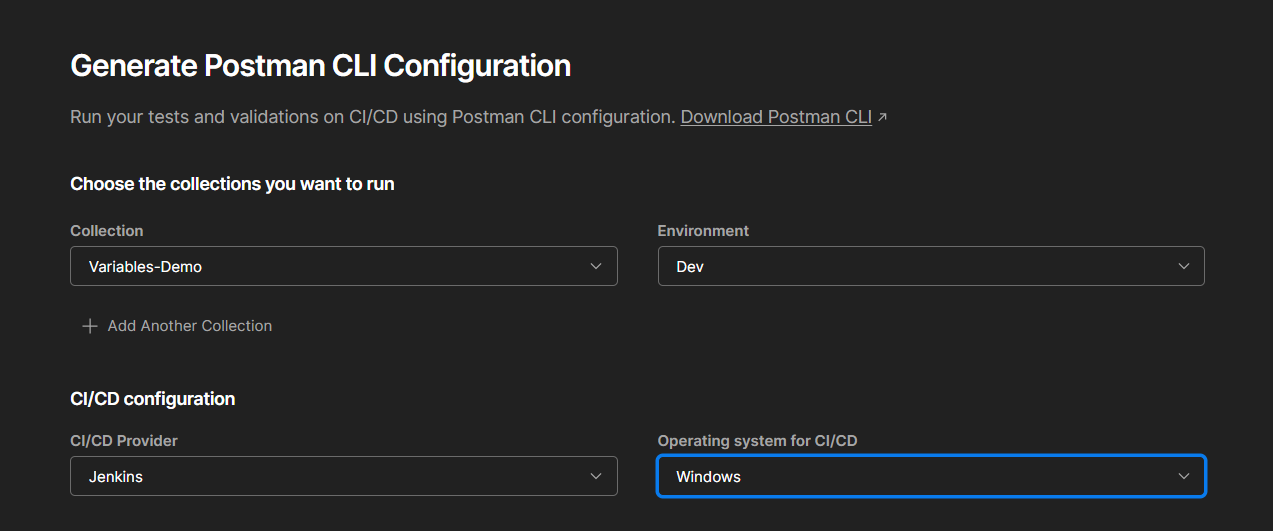 Generate Postman CLI Configuration
Run your tests and validations on CI/CD using Postman CLI configuration. Download Postman CLI ↗
Choose the collections you want to run
Collection
Environment
Variables-Demo
Dev
+ Add Another Collection
CI/CD configuration
CI/CD Provider
Operating system for CI/CD
Jenkins
Windows